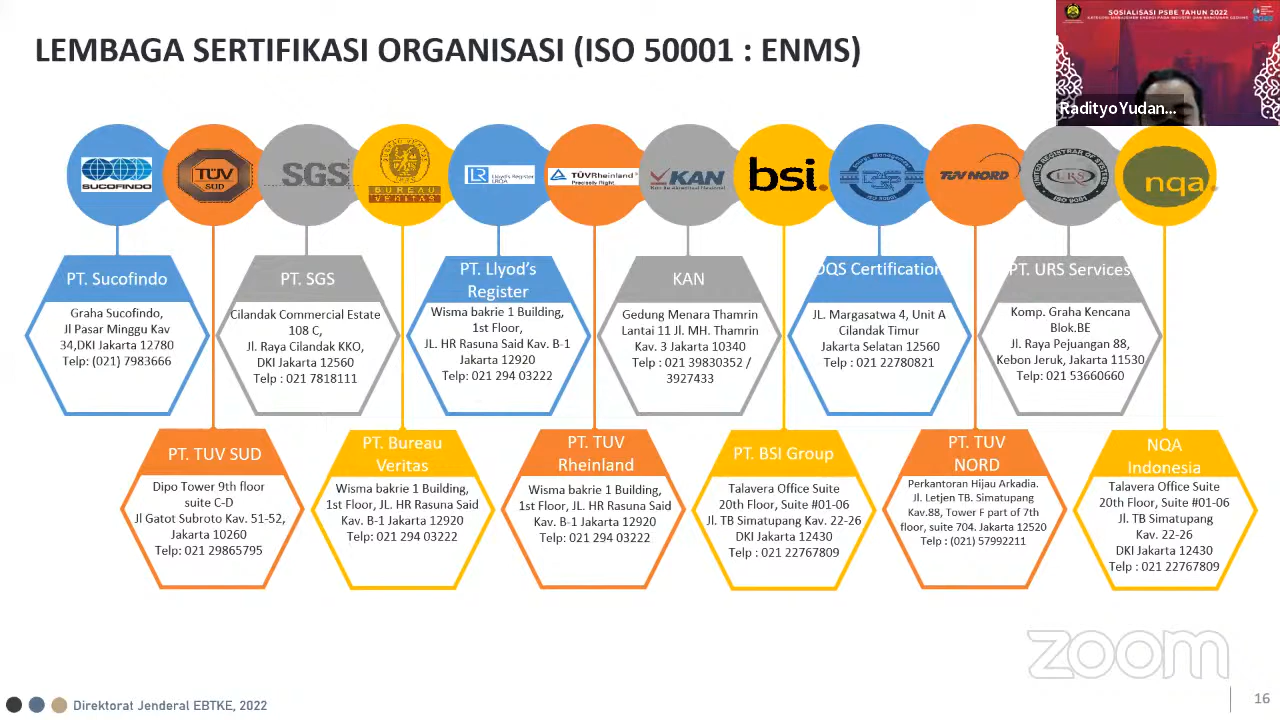 LEMBAGA SERTIFIKASI ORGANISASI (ISO 50001 : ENMS)
SOSIALISASI PSBE TAHUN 2022
RadityoYudan...
SUCOFINDO
TÜV
SUD
SGS
BUREAU
VERITAS
LR
Lloyd's Register
LRQA
TÜVRheinland
Precisely Right.
KAN
bsi.
TÜV NORD
URS
ISO 9001
nqa.
PT. Sucofindo
Graha Sucofindo,
Jl Pasar Minggu Kav
34,DKI Jakarta 12780
Telp: (021) 7983666
PT. SGS
Cilandak Commercial Estate
108 C,
Jl. Raya Cilandak KKO,
DKI Jakarta 12560
Telp : 021 7818111
PT. Llyod's
Register
Wisma bakrie 1 Building,
1st Floor,
JL. HR Rasuna Said Kav. B-1
Jakarta 12920
Telp: 021 294 03222
KAN
Gedung Menara Thamrin
Lantai 11 Jl. MH. Thamrin
Kav. 3 Jakarta 10340
Telp : 021 39830352 /
3927433
DQS Certification
JL. Margasatwa 4, Unit A
Cilandak Timur
Jakarta Selatan 12560
Telp : 021 22780821
PT. URS Services
Komp. Graha Kencana
Blok.BE
Jl. Raya Pejuangan 88,
Kebon Jeruk, Jakarta 11530
Telp: 021 53660660
PT. TUV SUD
Dipo Tower 9th floor
suite C-D
Jl Gatot Subroto Kav. 51-52,
Jakarta 10260
Telp: 021 29865795
PT. Bureau
Veritas
Wisma bakrie 1 Building,
1st Floor, JL. HR Rasuna Said
Kav. B-1 Jakarta 12920
Telp: 021 294 03222
PT. TUV
Rheinland
Wisma bakrie 1 Building,
1st Floor, JL. HR Rasuna Said
Kav. B-1 Jakarta 12920
Telp: 021 294 03222
PT. BSI Group
Talavera Office Suite
20th Floor, Suite #01-06
Jl. TB Simatupang Kav. 22-26
DKI Jakarta 12430
Telp : 021 22767809
PT. TUV
NORD
Perkantoran Hijau Arkadia.
Jl. Letjen TB. Simatupang
Kav.88, Tower F part of 7th
floor, suite 704. Jakarta 12520
Telp : (021) 57992211
NQA
Indonesia
Talavera Office Suite
20th Floor, Suite #01-06
Jl. TB Simatupang
Kav. 22-26
DKI Jakarta 12430
Telp : 021 22767809
zoom
Direktorat Jenderal EBTKE, 2022
16